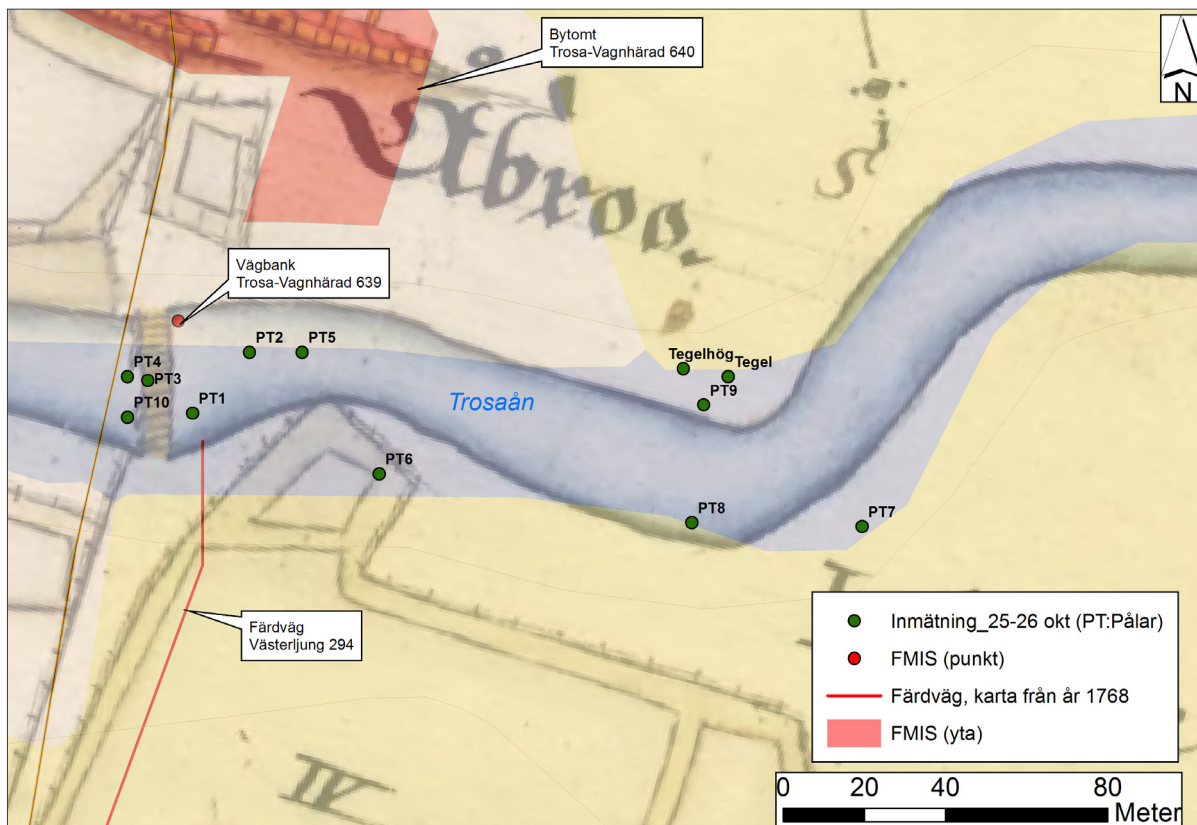 Bytomt
Trosa-Vagnhärad 640
N
Åbroo.
Vägbank
Trosa-Vagnhärad 639
PT2
PT5
PT4
PT3
PT10
PT1
Tegelhög
Tegel
PT9
Trosaån
PT6
PT8
PT7
Färdväg
Västerljung 294
Inmätning_25-26 okt (PT:Pålar)
FMIS (punkt)
Färdväg, karta från år 1768
FMIS (yta)
IV
0
20
40
80
Meter